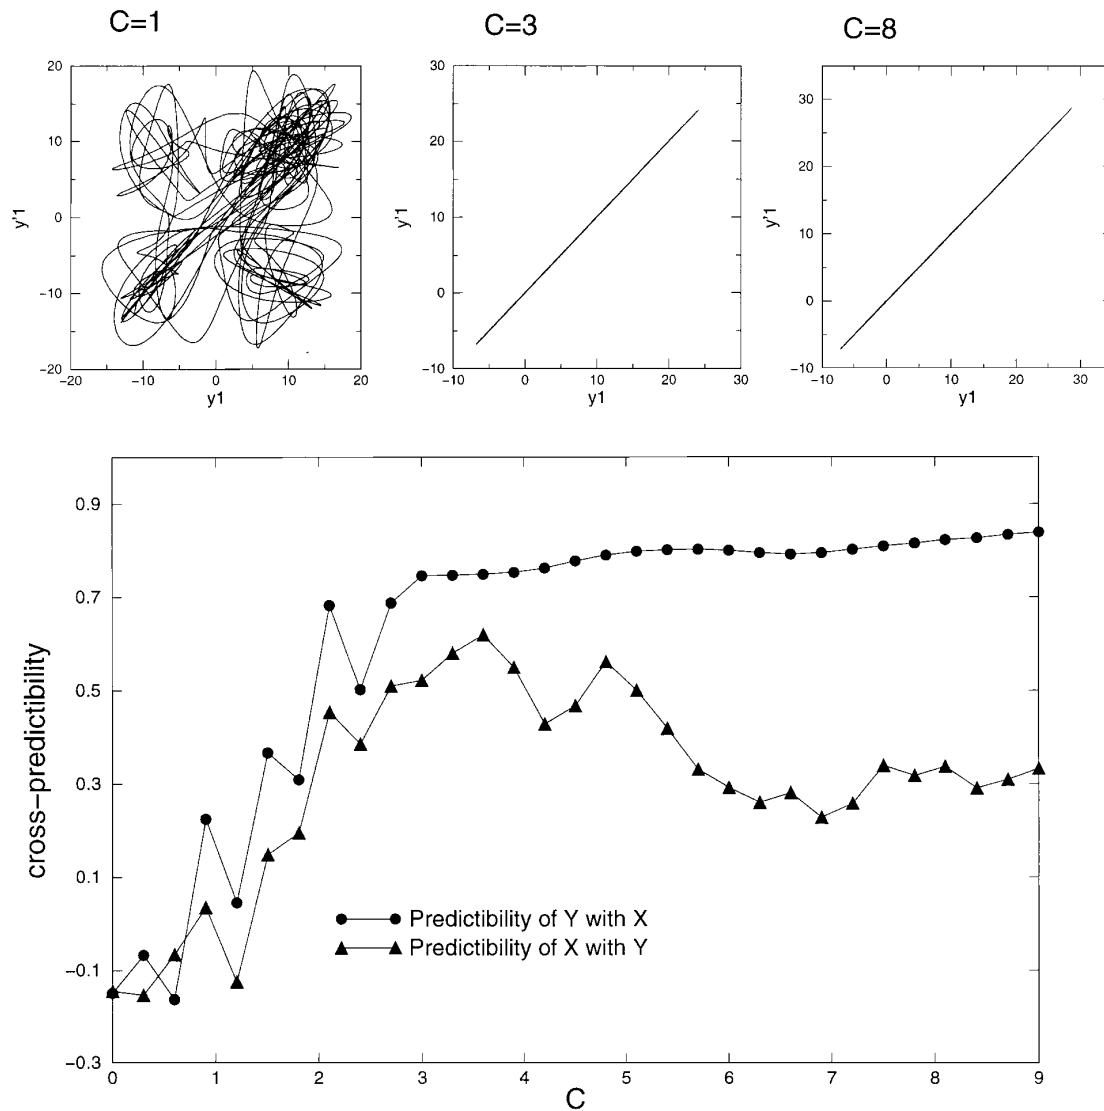 C=1 C=3 C=8
20 30
10 20 30
0 10 20
−10 0 10
−20 −10 0
−10
y'1 y'1 y'1
−20 −10 0 10 20 −10 0 10 20 30 −10 0 10 20 30
y1 y1 y1
0.9
0.7
0.5
0.3
0.1
−0.1
−0.3
cross−predictibility
Predictibility of Y with X
Predictibility of X with Y
0 1 2 3 4 5 6 7 8 9
C